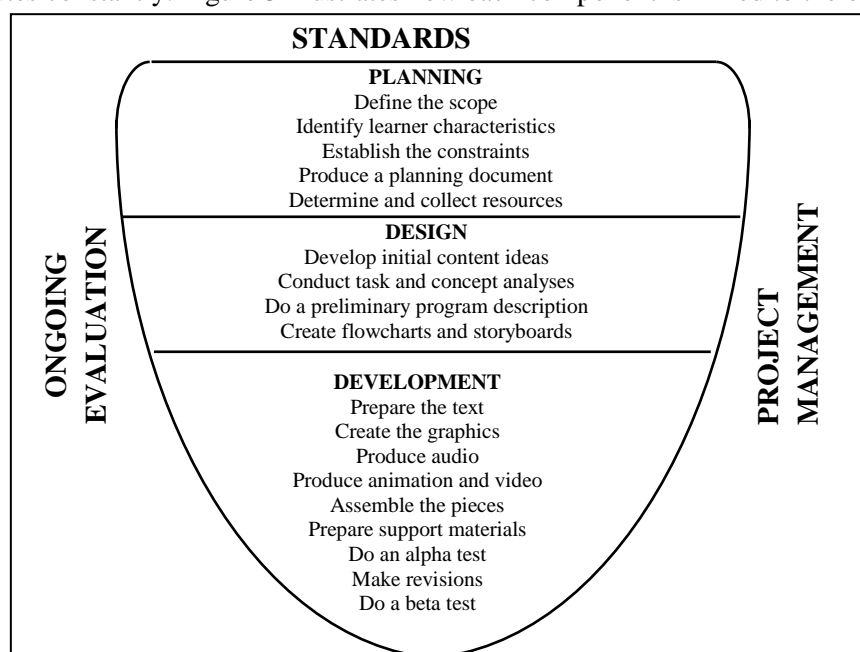 STANDARDS
PLANNING
Define the scope
Identify learner characteristics
Establish the constraints
Produce a planning document
Determine and collect resources
DESIGN
Develop initial content ideas
Conduct task and concept analyses
Do a preliminary program description
Create flowcharts and storyboards
DEVELOPMENT
Prepare the text
Create the graphics
Produce audio
Produce animation and video
Assemble the pieces
Prepare support materials
Do an alpha test
Make revisions
Do a beta test
ONGOING
EVALUATION
PROJECT
MANAGEMENT